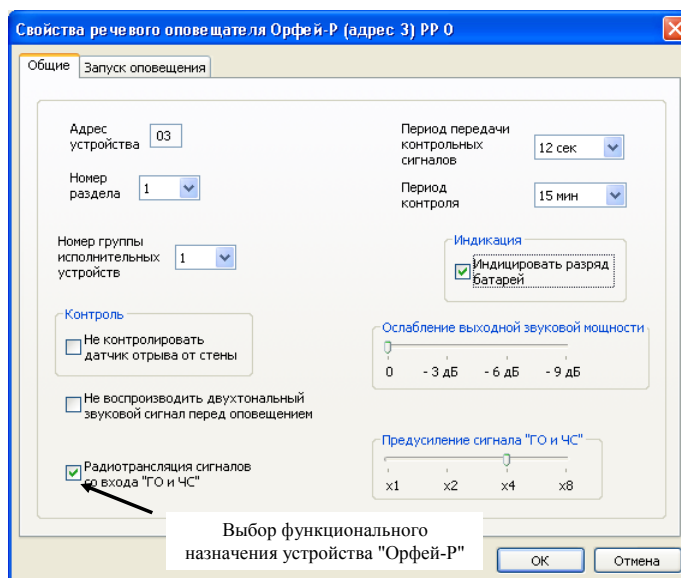 Свойства речевого оповещателя Орфей-Р (адрес 3) РР 0
Общие
Запуск оповещения
Адрес
устройства
03
Номер
раздела
1
Номер группы
исполнительных
устройств
1
Период передачи
контрольных
сигналов
12 сек
Период
контроля
15 мин
Индикация
Индицировать разряд
батарей
Контроль
Не контролировать
датчик отрыва от стены
Не воспроизводить двухтональный
звуковой сигнал перед оповещением
Радиотрансляция сигналов
со входа "ГО и ЧС"
Ослабление выходной звуковой мощности
0 - 3 дБ - 6 дБ - 9 дБ
Предусиление сигнала "ГО и ЧС"
x1 x2 x4 x8
Выбор функционального
назначения устройства "Орфей-Р"
ОК
Отмена